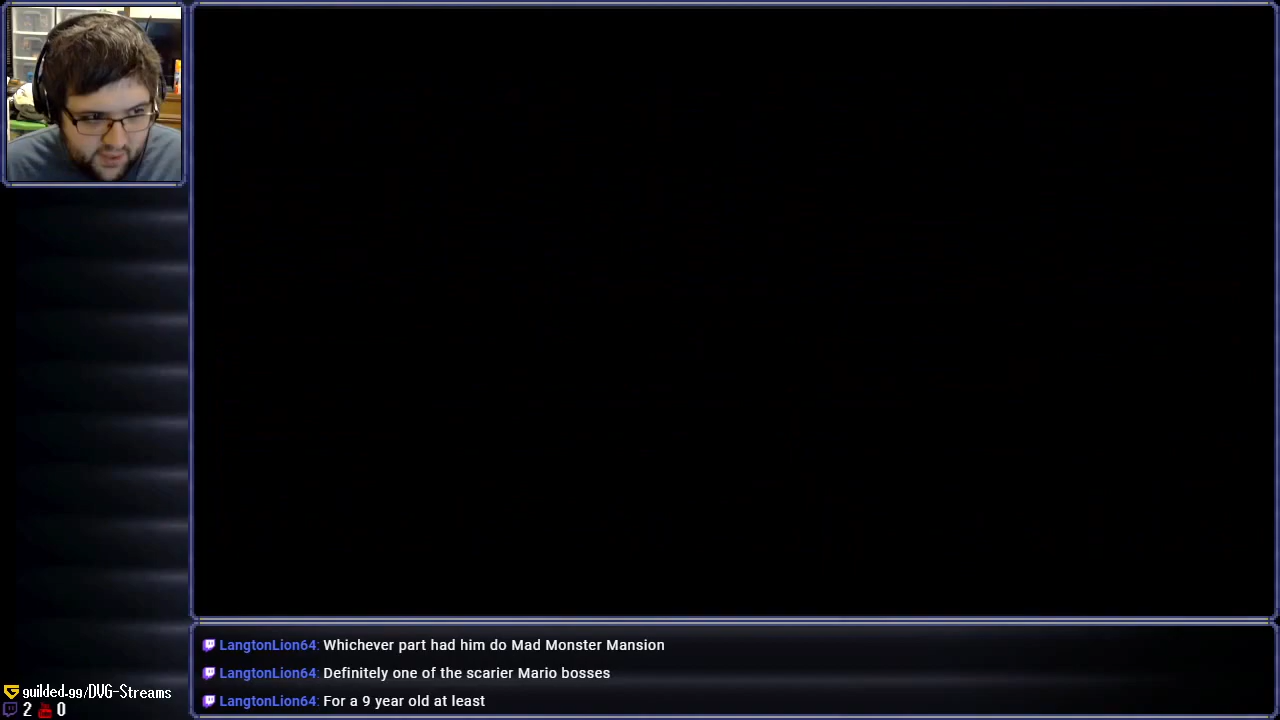 LangtonLion64: Whichever part had him do Mad Monster Mansion
LangtonLion64: Definitely one of the scarier Mario bosses
LangtonLion64: For a 9 year old at least
guilded.gg/DVG-Streams
2 0